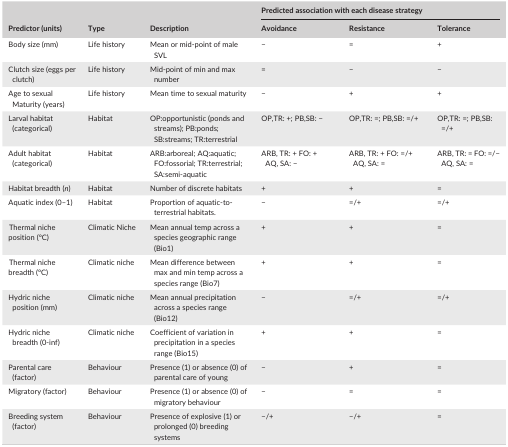 Predicted association with each disease strategy
Predictor (units) Type Description Avoidance Resistance Tolerance
Body size (mm) Life history Mean or mid-point of male − = +
SVL
Clutch size (eggs per Life history Mid-point of min and max = − −
clutch) number
Age to sexual Life history Mean time to sexual maturity − + +
Maturity (years)
Larval habitat Habitat OP:opportunistic (ponds and OP,TR: +; PB,SB: − OP,TR: =; PB,SB: =/+ OP,TR: =; PB,SB:
(categorical) streams); PB:ponds; =/+
SB:streams; TR:terrestrial
Adult habitat Habitat ARB:arboreal; AQ:aquatic; ARB, TR: + FO: + ARB, TR: + FO: =/+ ARB, TR: = FO: =/−
(categorical) FO:fossorial; TR:terrestrial; AQ, SA: − AQ, SA: = AQ, SA: =
SA:semi-aquatic
Habitat breadth (n) Habitat Number of discrete habitats + + =
Aquatic index (0–1) Habitat Proportion of aquatic-to- − =/+ =/+
terrestrial habitats.
Thermal niche Climatic Niche Mean annual temp across a + + =
position (°C) species geographic range
(Bio1)
Thermal niche Climatic niche Mean difference between + + =
breadth (°C) max and min temp across a
species range (Bio7)
Hydric niche Climatic niche Mean annual precipitation − =/+ =/+
position (mm) across a species range
(Bio12)
Hydric niche Climatic niche Coefficient of variation in + + =
breadth (0-inf) precipitation in a species
range (Bio15)
Parental care Behaviour Presence (1) or absence (0) of − + =
(factor) parental care of young
Migratory (factor) Behaviour Presence (1) or absence (0) of − = =
migratory behaviour
Breeding system Behaviour Presence of explosive (1) or −/+ −/+ =
(factor) prolonged (0) breeding
systems